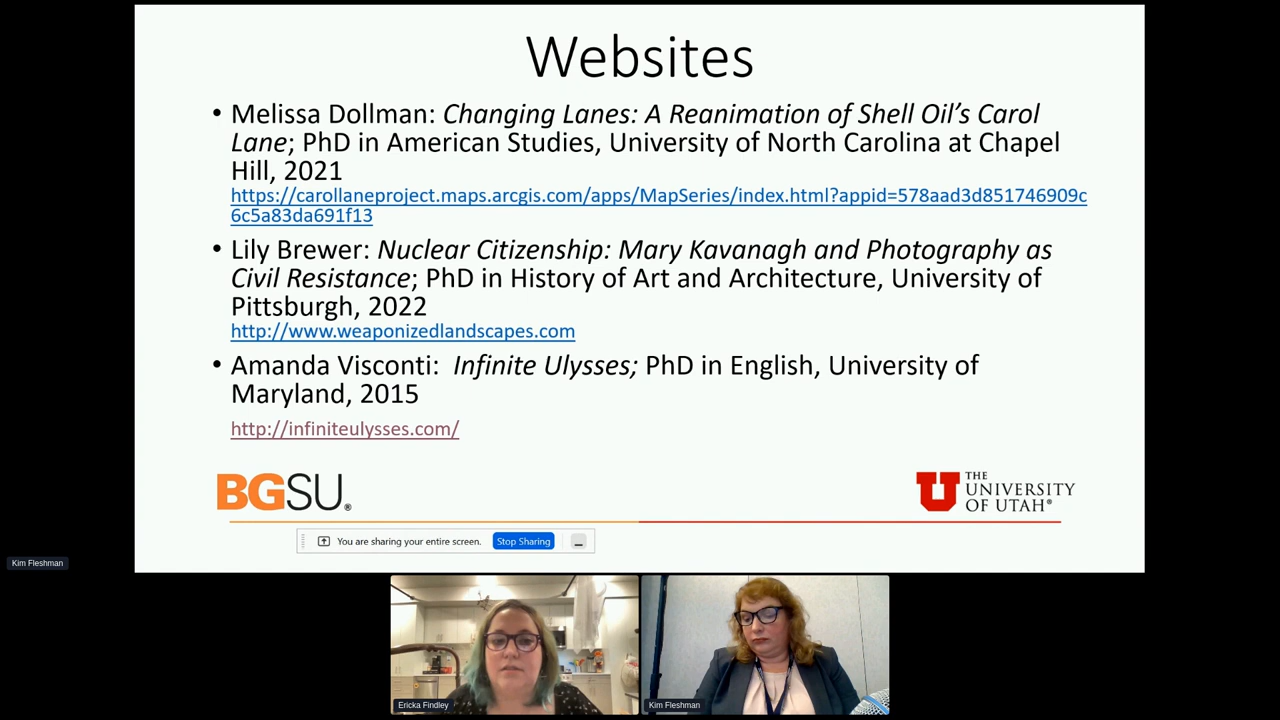 Websites
• Melissa Dollman: Changing Lanes: A Reanimation of Shell Oil’s Carol
Lane; PhD in American Studies, University of North Carolina at Chapel
Hill, 2021
https://carollaneproject.maps.arcgis.com/apps/MapSeries/index.html?appid=578aad3d851746909c
6c5a83da691f13
• Lily Brewer: Nuclear Citizenship: Mary Kavanagh and Photography as
Civil Resistance; PhD in History of Art and Architecture, University of
Pittsburgh, 2022
http://www.weaponizedlandscapes.com
• Amanda Visconti: Infinite Ulysses; PhD in English, University of
Maryland, 2015
http://infiniteulysses.com/
BGSU®
U THE
UNIVERSITY
OF UTAH®
You are sharing your entire screen. Stop Sharing
Kim Fleshman
Ericka Findley
Kim Fleshman